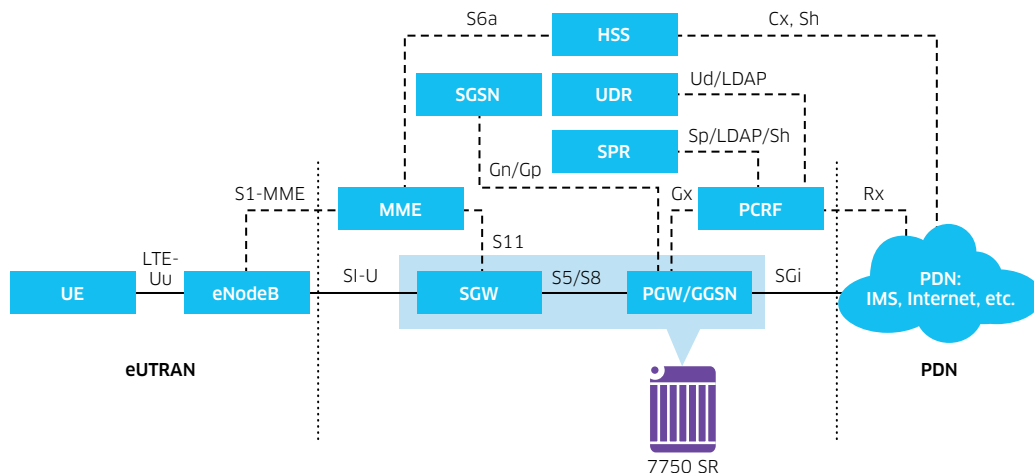 S6a
HSS
Cx, Sh
SGSN
UDR
Ud/LDAP
SPR
Sp/LDAP/Sh
Gn/Gp
S1-MME
MME
Gx
PCRF
Rx
S11
LTE-
Uu
UE
eNodeB
SI-U
SGW
S5/S8
PGW/GGSN
SGi
PDN:
IMS, Internet, etc.
eUTRAN
PDN
7750 SR